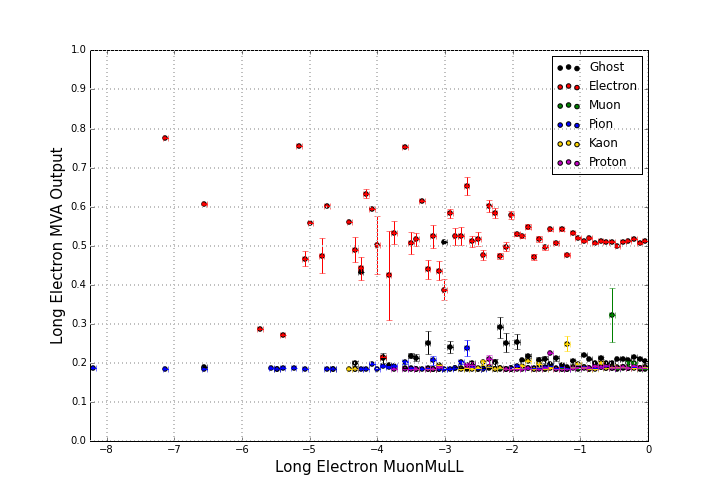 1.0
0.9
0.8
0.7
0.6
0.5
0.4
0.3
0.2
0.1
0.0
Long Electron MVA Output
Ghost
Electron
Muon
Pion
Kaon
Proton
−8 −7 −6 −5 −4 −3 −2 −1 0
Long Electron MuonMuLL